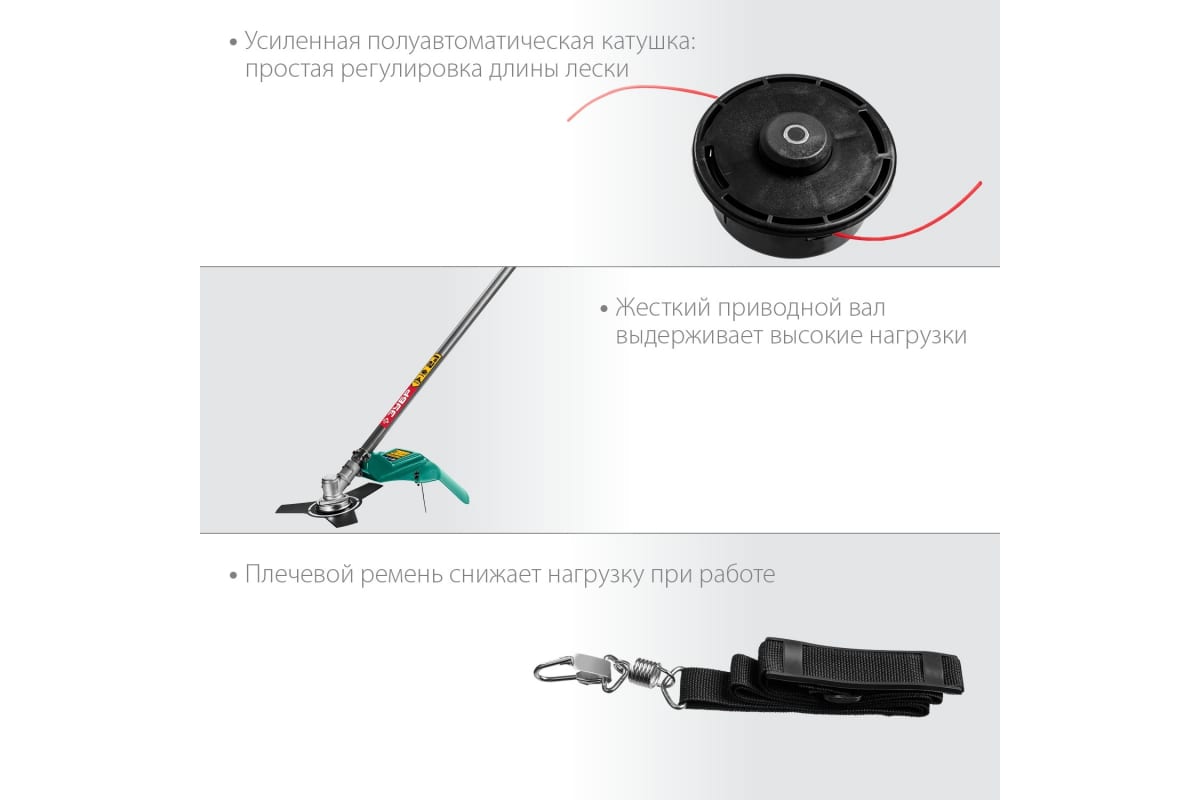 • Усиленная полуавтоматическая катушка:
простая регулировка длины лески
• Жесткий приводной вал
выдерживает высокие нагрузки
ЗУБР
• Плечевой ремень снижает нагрузку при работе